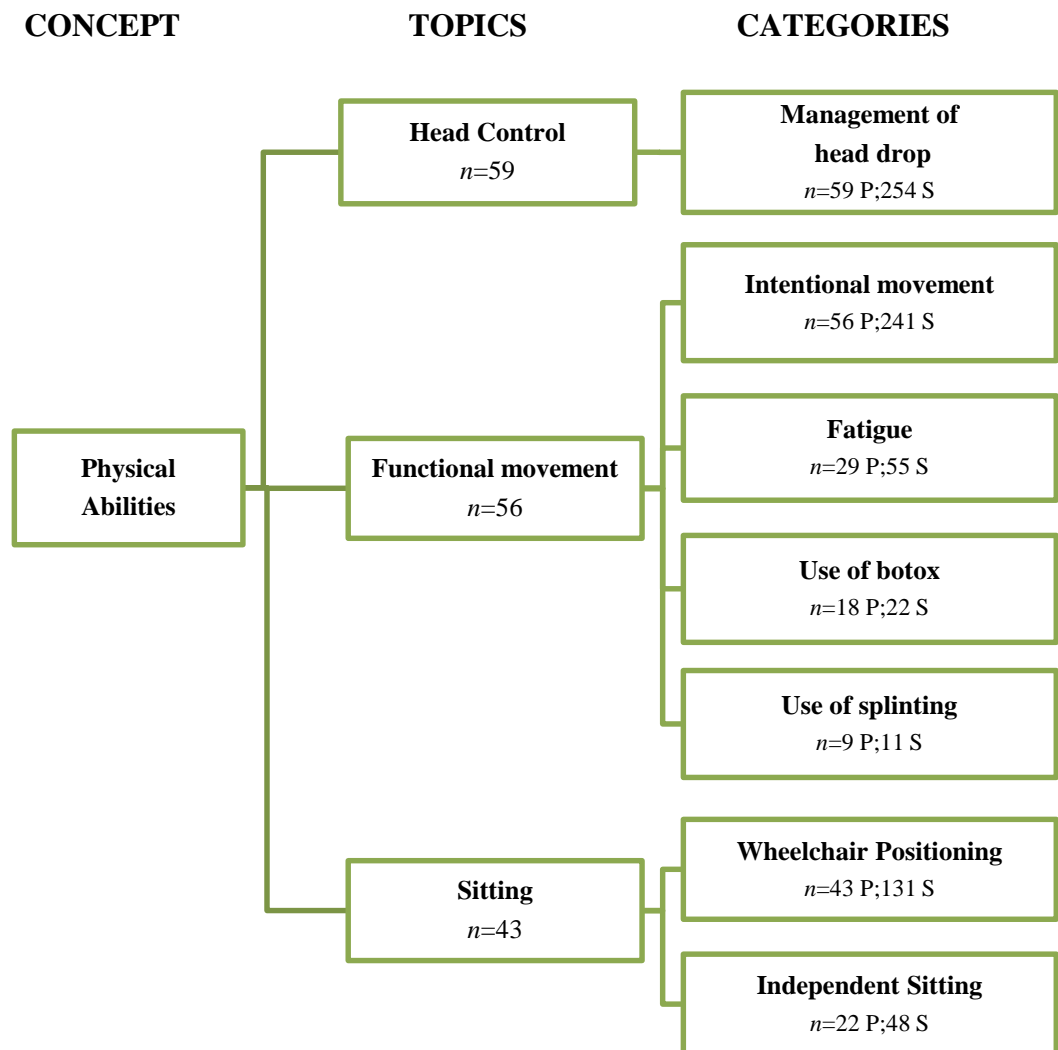 CONCEPT TOPICS CATEGORIES
Physical
Abilities
Head Control
n=59
Management of
head drop
n=59 P;254 S
Functional movement
n=56
Intentional movement
n=56 P;241 S
Fatigue
n=29 P;55 S
Use of botox
n=18 P;22 S
Use of splinting
n=9 P;11 S
Sitting
n=43
Wheelchair Positioning
n=43 P;131 S
Independent Sitting
n=22 P;48 S